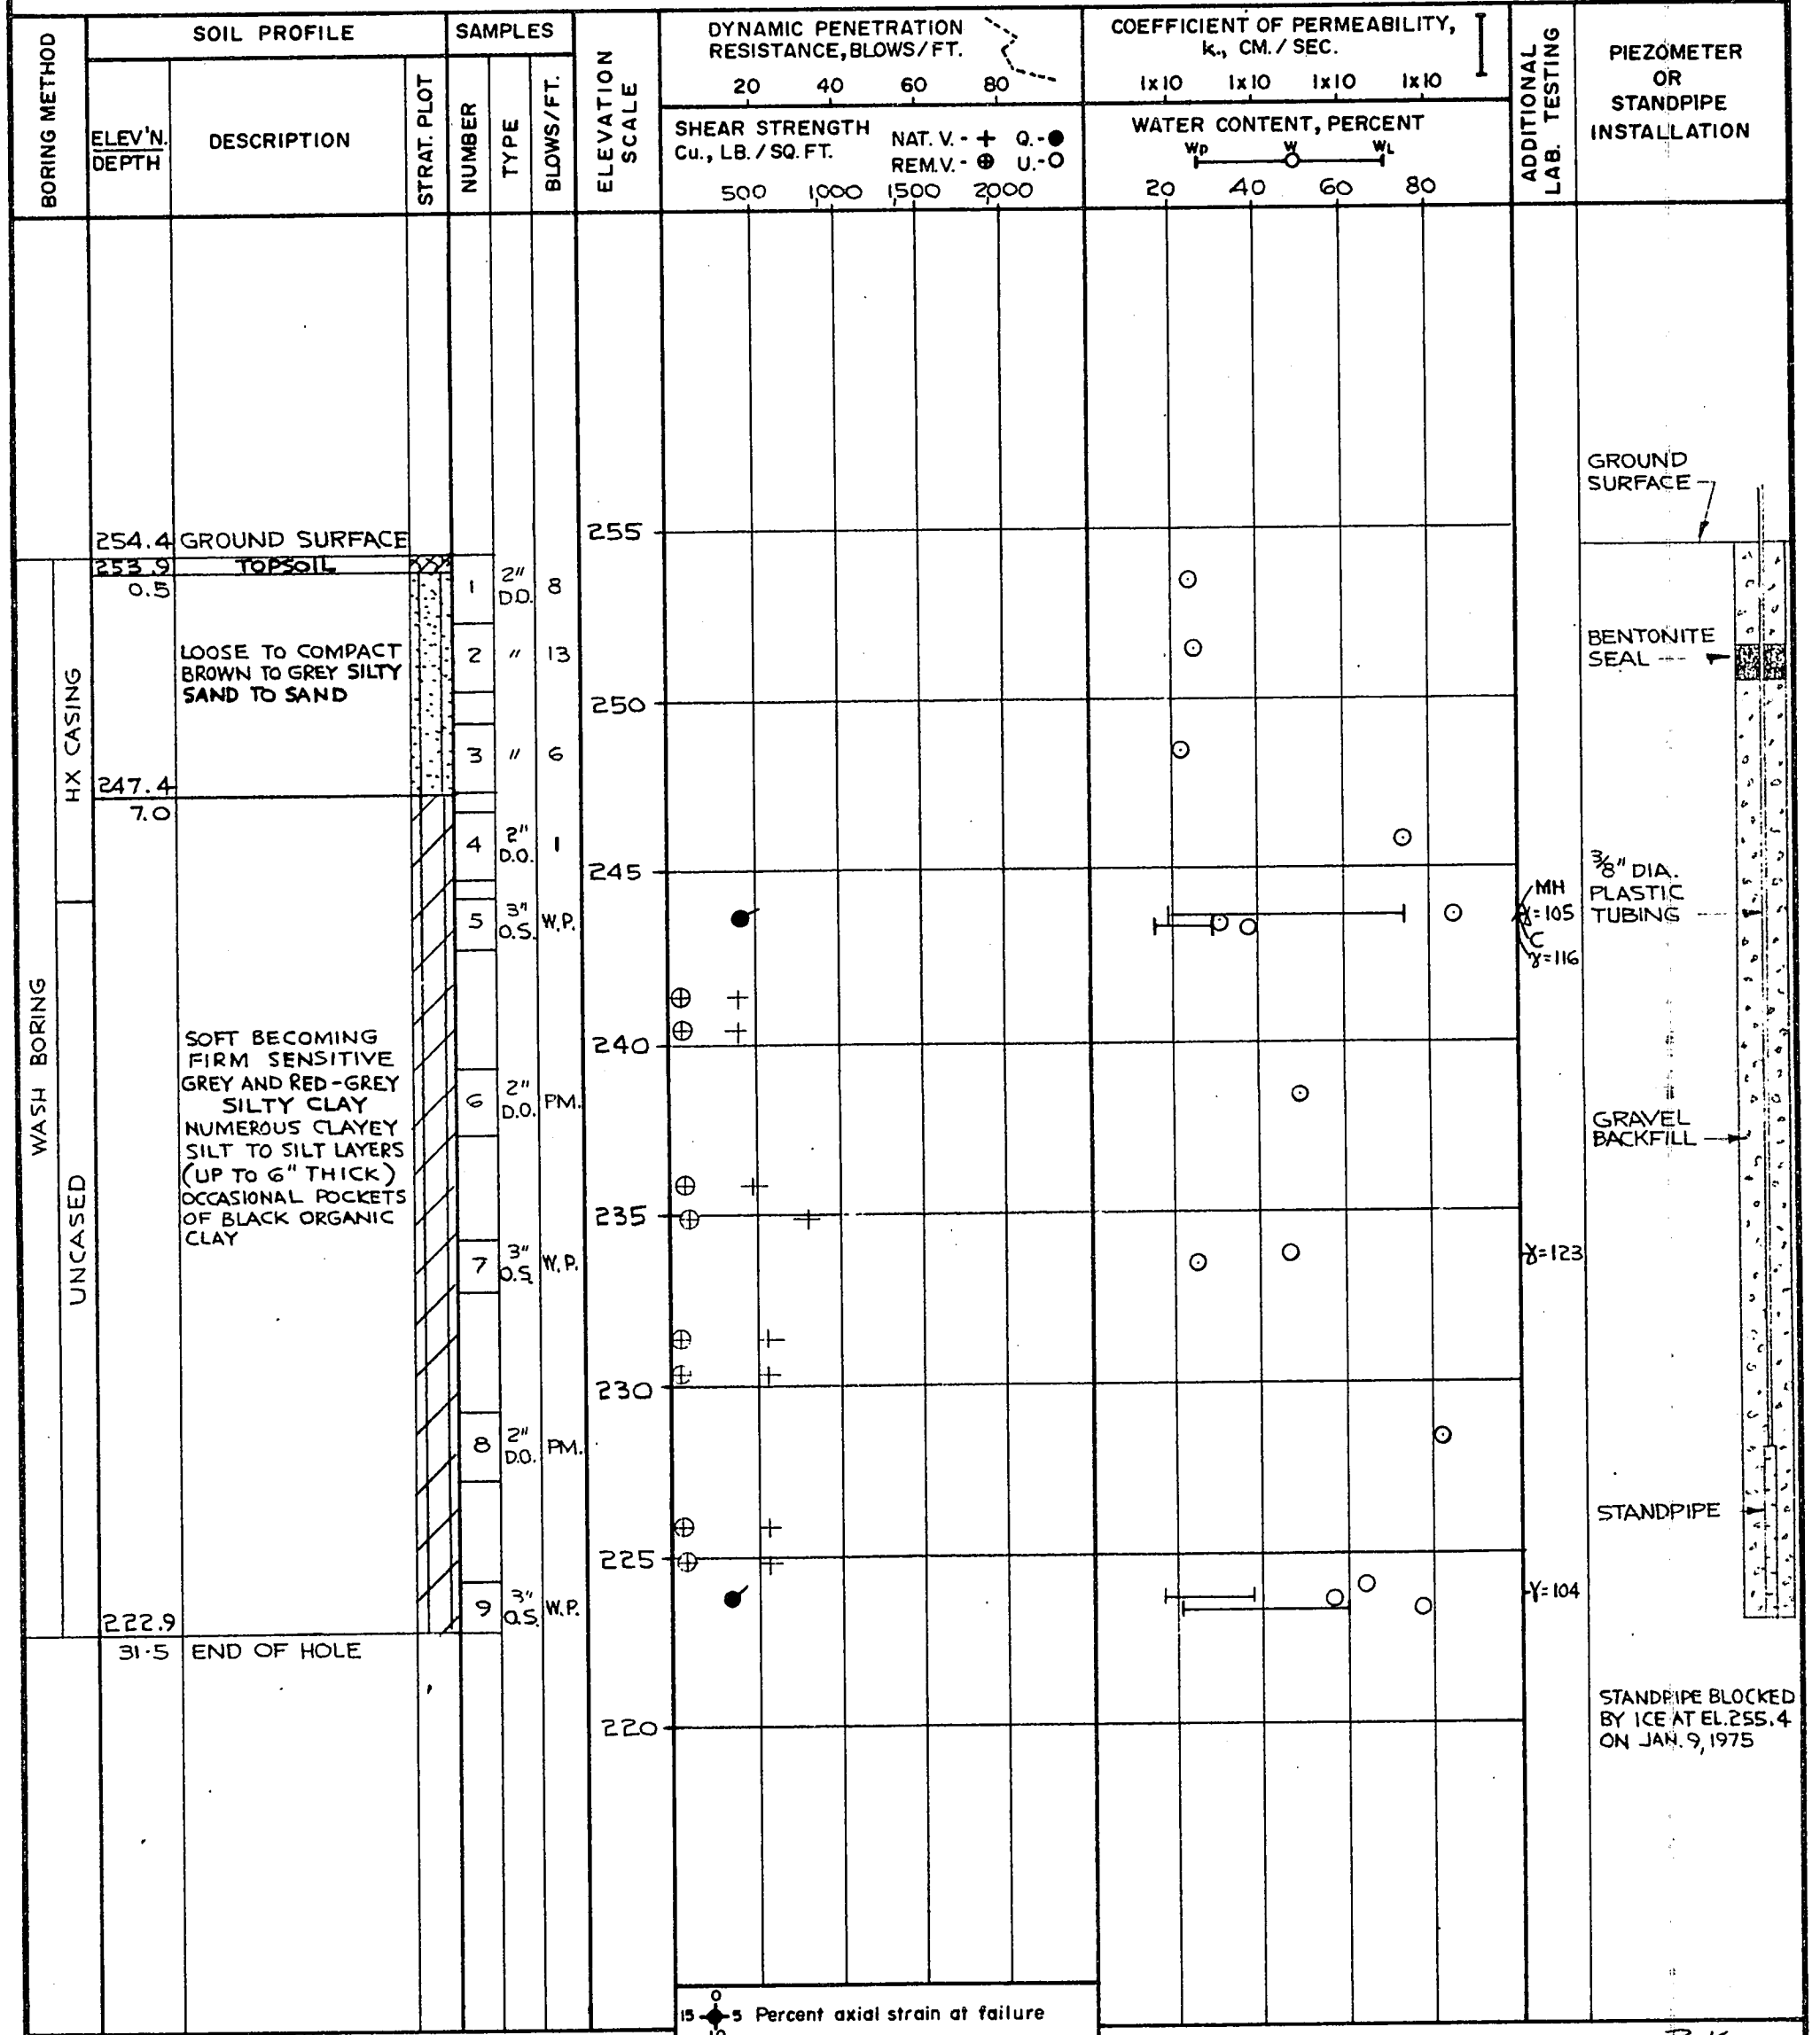 BORING METHOD
SOIL PROFILE
ELEV'N.
DEPTH
DESCRIPTION
STRAT. PLOT
SAMPLES
NUMBER
TYPE
BLOWS/FT.
ELEVATION
SCALE
DYNAMIC PENETRATION
RESISTANCE, BLOWS/FT.
20 40 60 80
SHEAR STRENGTH
Cu., LB./SQ. FT.
NAT. V. - + Q.- ●
REM.V. - ⊕ U.- O
500 1,000 1,500 2,000
COEFFICIENT OF PERMEABILITY,
k., CM./ SEC.
1x10 1x10 1x10 1x10
WATER CONTENT, PERCENT
Wp W WL
20 40 60 80
ADDITIONAL
LAB. TESTING
PIEZOMETER
OR
STANDPIPE
INSTALLATION
WASH BORING
HX CASING
UNCASED
254.4 GROUND SURFACE
253.9 TOPSOIL
0.5
LOOSE TO COMPACT
BROWN TO GREY SILTY
SAND TO SAND
247.4
7.0
SOFT BECOMING
FIRM SENSITIVE
GREY AND RED-GREY
SILTY CLAY
NUMEROUS CLAYEY
SILT TO SILT LAYERS
(UP TO 6" THICK)
OCCASIONAL POCKETS
OF BLACK ORGANIC
CLAY
222.9
31.5 END OF HOLE
1 2" D.O. 8
2 " 13
3 " 6
4 2" D.O. 1
5 3" O.S. W.P.
6 2" D.O. PM.
7 3" O.S. W.P.
8 2" D.O. PM.
9 3" O.S. W.P.
255
250
245
240
235
230
225
220
MH
γ=105
C
γ=116
γ=123
γ=104
GROUND
SURFACE
BENTONITE
SEAL
3/8" DIA.
PLASTIC
TUBING
GRAVEL
BACKFILL
STANDPIPE
STANDPIPE BLOCKED
BY ICE AT EL.255.4
ON JAN. 9, 1975
0
15 5 Percent axial strain at failure
10